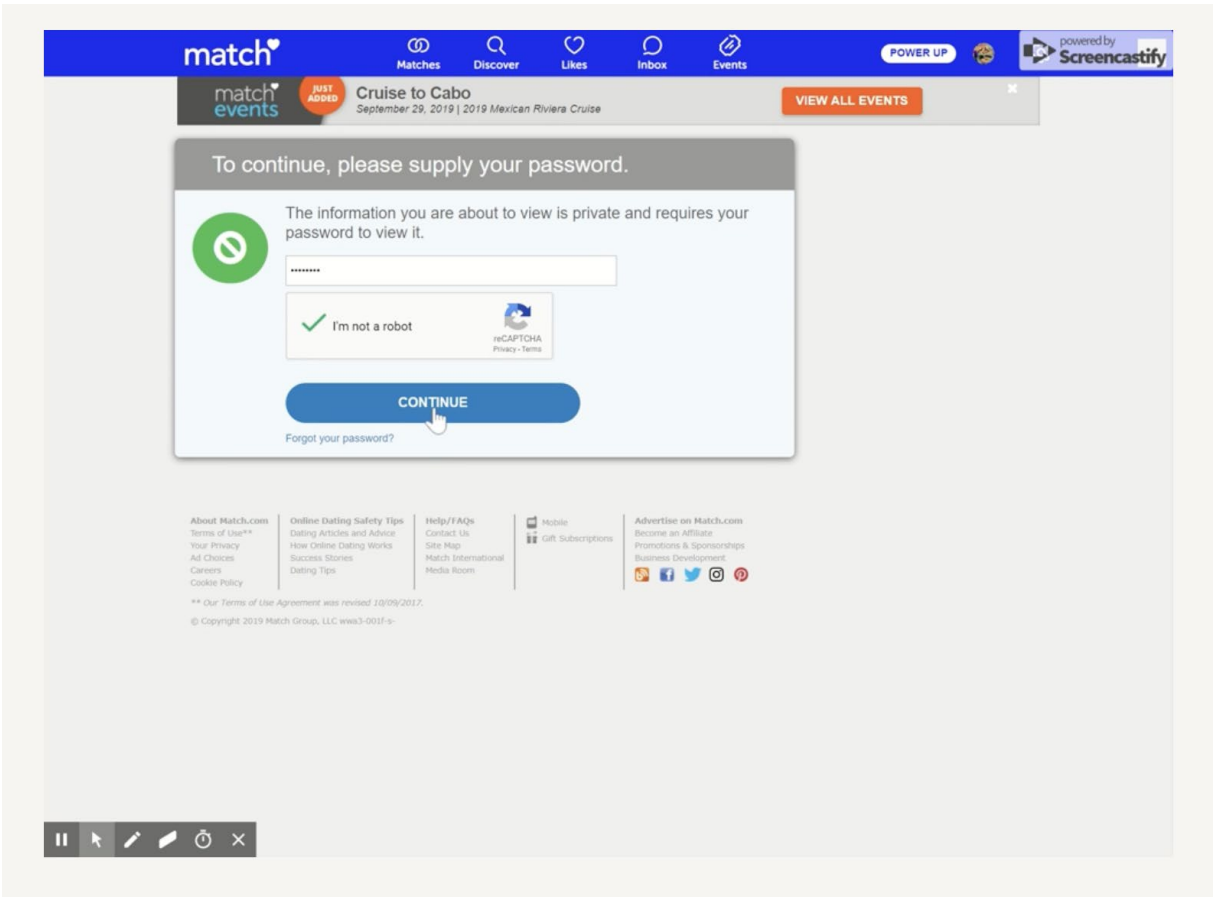 match
Matches
Discover
Likes
Inbox
Events
POWER UP
powered by
Screencastify
match
events
JUST
ADDED
Cruise to Cabo
September 29, 2019 | 2019 Mexican Riviera Cruise
VIEW ALL EVENTS
To continue, please supply your password.
The information you are about to view is private and requires your
password to view it.
••••••••
I'm not a robot
reCAPTCHA
Privacy - Terms
CONTINUE
Forgot your password?
About Match.com
Terms of Use**
Your Privacy
Ad Choices
Careers
Cookie Policy
Online Dating Safety Tips
Dating Articles and Advice
How Online Dating Works
Success Stories
Dating Tips
Help/FAQs
Contact Us
Site Map
Match International
Media Room
Mobile
Gift Subscriptions
Advertise on Match.com
Become an Affiliate
Promotions & Sponsorships
Business Development
** Our Terms of Use Agreement was revised 10/09/2017.
© Copyright 2019 Match Group, LLC